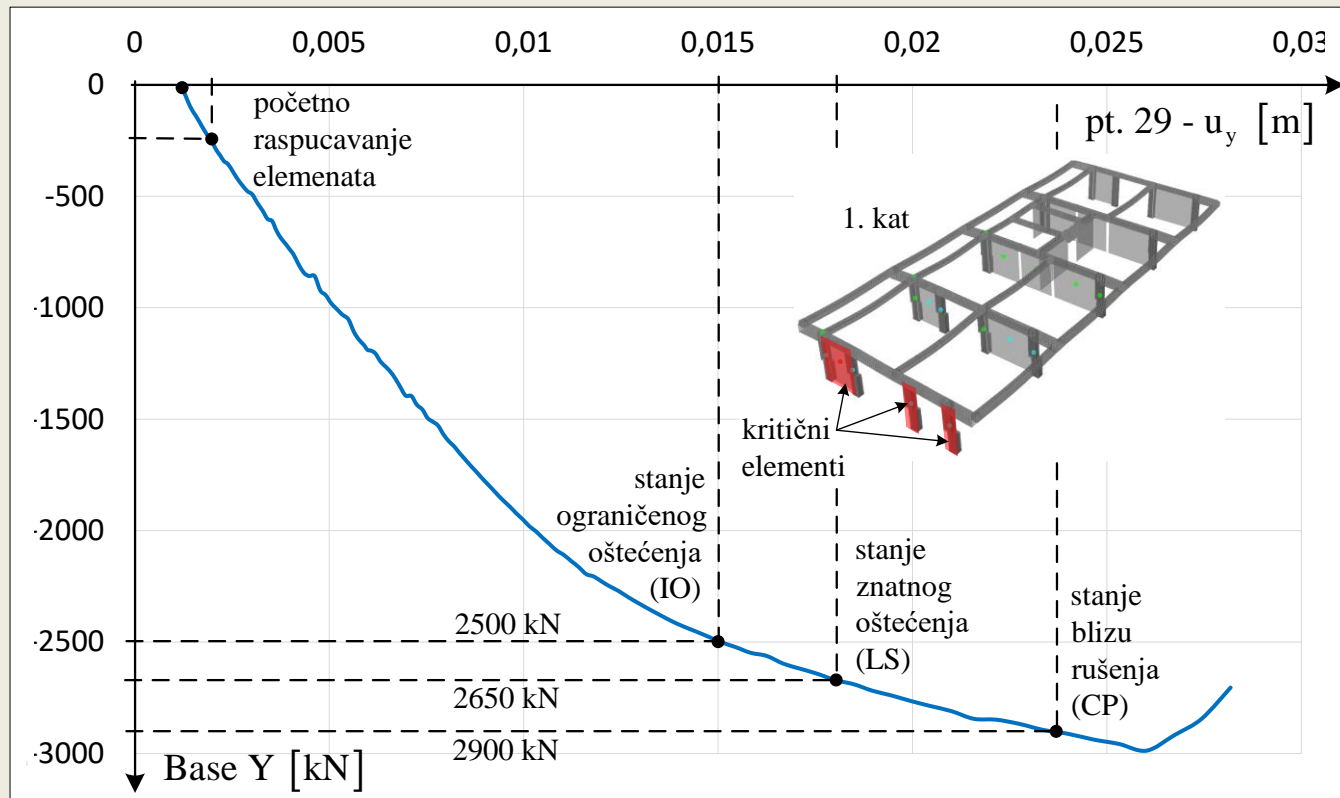 0
0,005
0,01
0,015
0,02
0,025
0,03
0
-500
-1000
-1500
-2000
-2500
-3000
početno
raspucavanje
elemenata
pt. 29 - u_y [m]
1. kat
kritični
elementi
stanje
ograničenog
oštećenja
(IO)
stanje
znatnog
oštećenja
(LS)
stanje
blizu
rušenja
(CP)
2500 kN
2650 kN
2900 kN
Base Y [kN]